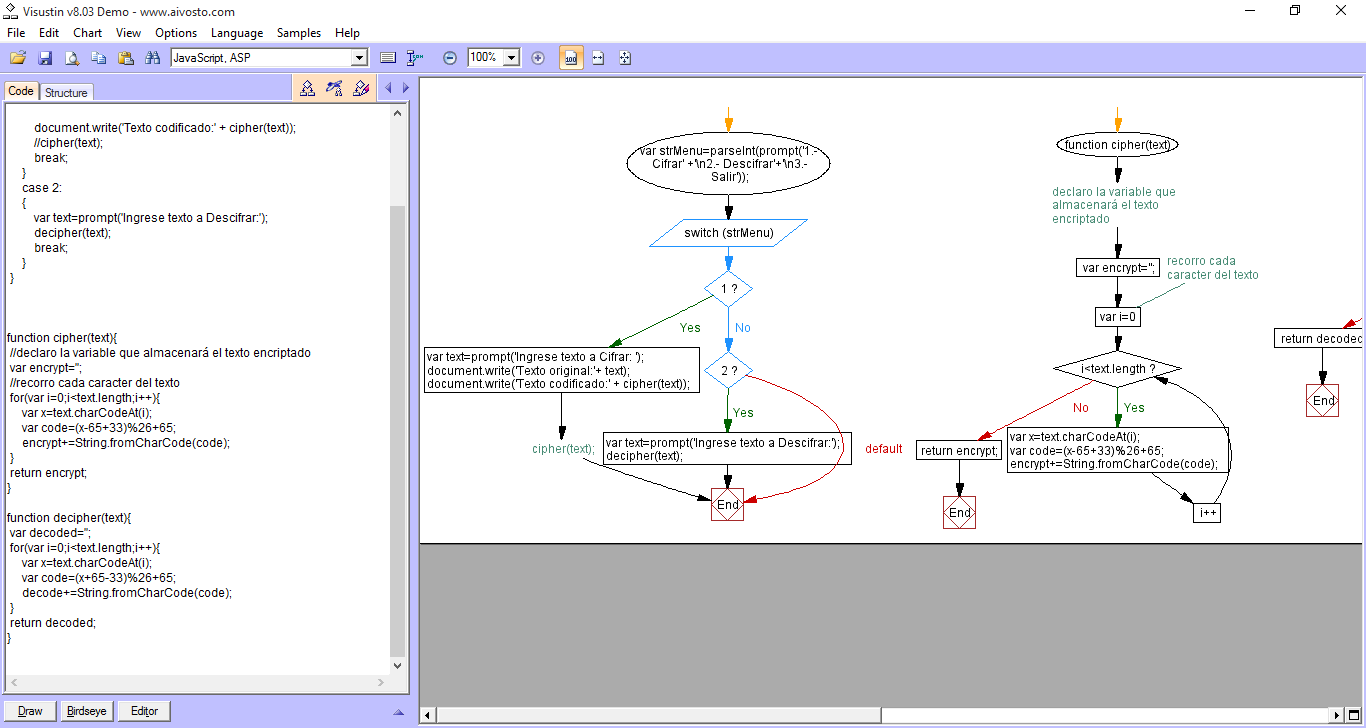 Visustin v8.03 Demo - www.aivosto.com
File Edit Chart View Options Language Samples Help
JavaScript, ASP
100%
100
Code Structure
document.write('Texto codificado:' + cipher(text));
//cipher(text);
break;
}
case 2:
{
var text=prompt('Ingrese texto a Descifrar:');
decipher(text);
break;
}
}
function cipher(text){
//declaro la variable que almacenará el texto encriptado
var encrypt='';
//recorro cada caracter del texto
for(var i=0;i<text.length;i++){
var x=text.charCodeAt(i);
var code=(x-65+33)%26+65;
encrypt+=String.fromCharCode(code);
}
return encrypt;
}
function decipher(text){
var decoded='';
for(var i=0;i<text.length;i++){
var x=text.charCodeAt(i);
var code=(x+65-33)%26+65;
decode+=String.fromCharCode(code);
}
return decoded;
}
Draw Birdseye Editor
var strMenu=parseInt(prompt('1.-
Cifrar' +'\n2.- Descifrar'+'\n3.-
Salir'));
switch (strMenu)
1 ?
Yes
No
var text=prompt('Ingrese texto a Cifrar: ');
document.write('Texto original:'+ text);
document.write('Texto codificado:' + cipher(text));
2 ?
Yes
cipher(text);
var text=prompt('Ingrese texto a Descifrar:');
decipher(text);
default
End
function cipher(text)
declaro la variable que
almacenará el texto
encriptado
var encrypt='';
recorro cada
caracter del texto
var i=0
i<text.length ?
No
Yes
return encrypt;
var x=text.charCodeAt(i);
var code=(x-65+33)%26+65;
encrypt+=String.fromCharCode(code);
End
i++
return decoded
End